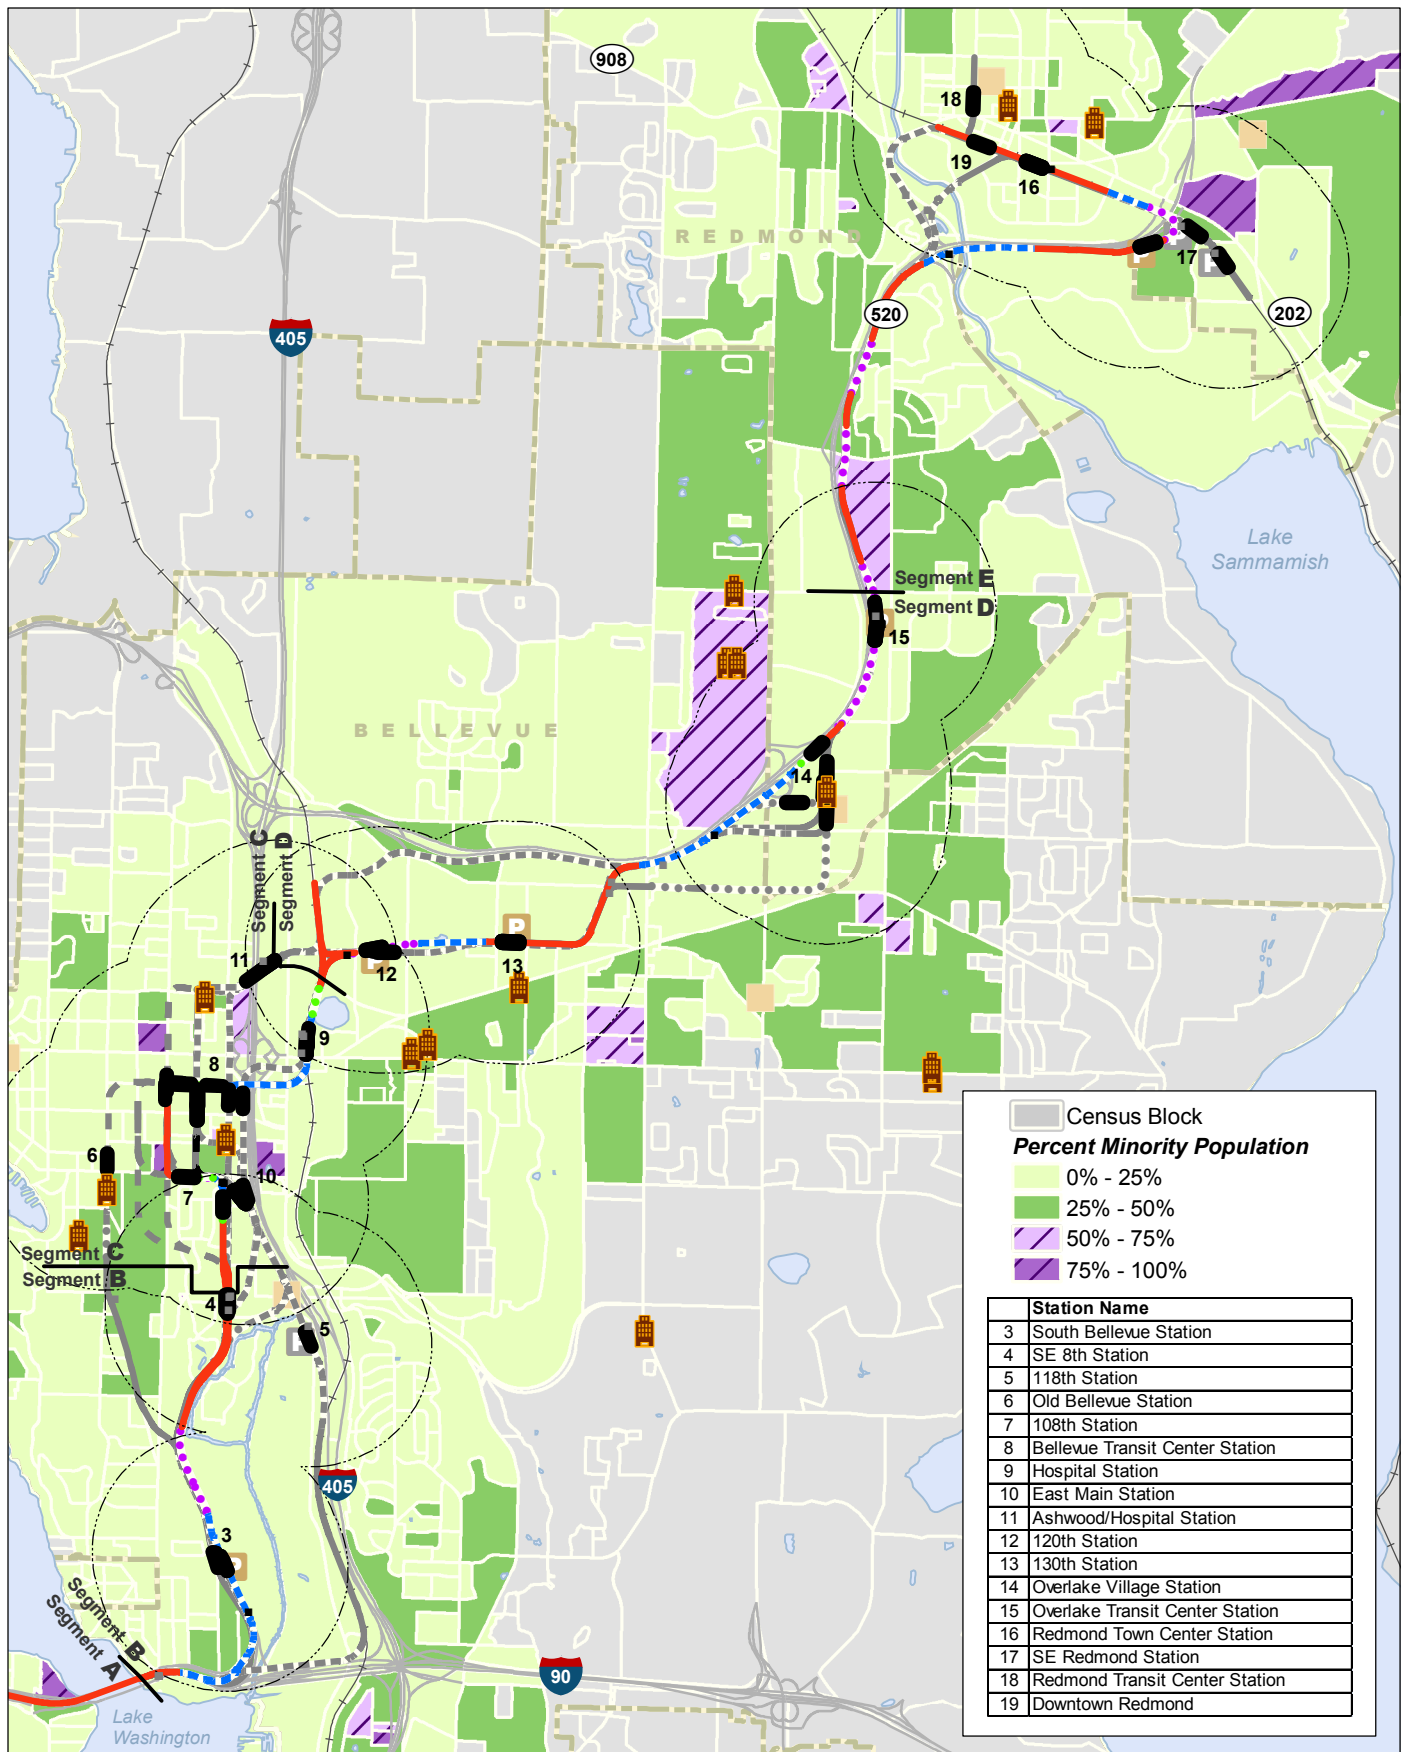 908
18
19
16
REDMOND
17
P
P
520
202
405
Lake
Sammamish
Segment E
Segment D
15
BELLEVUE
14
Segment C
Segment D
P
11
12
13
9
8
6
7
10
Segment C
Segment B
4
5
P
405
3
Segment B
Segment A
90
Lake
Washington
Census Block
Percent Minority Population
0% - 25%
25% - 50%
50% - 75%
75% - 100%
Station Name
3 South Bellevue Station
4 SE 8th Station
5 118th Station
6 Old Bellevue Station
7 108th Station
8 Bellevue Transit Center Station
9 Hospital Station
10 East Main Station
11 Ashwood/Hospital Station
12 120th Station
13 130th Station
14 Overlake Village Station
15 Overlake Transit Center Station
16 Redmond Town Center Station
17 SE Redmond Station
18 Redmond Transit Center Station
19 Downtown Redmond